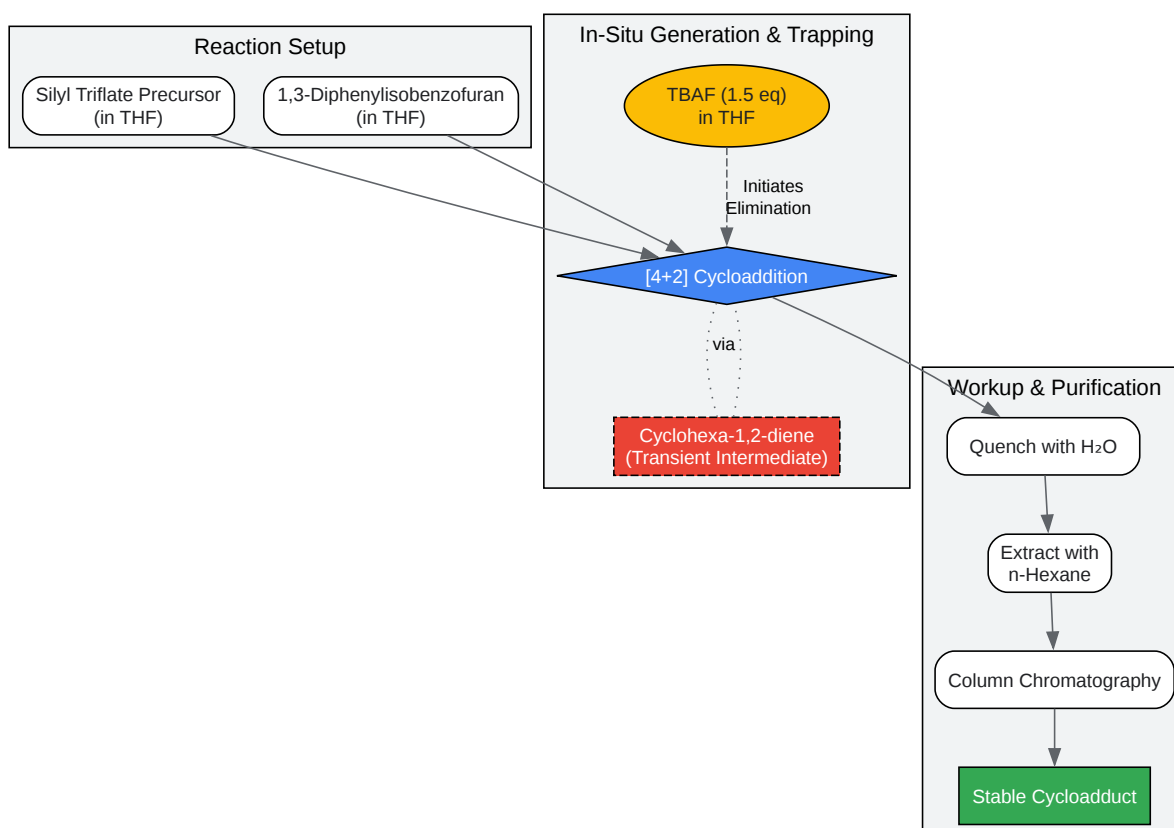 Reaction Setup
Silyl Triflate Precursor
(in THF)
1,3-Diphenylisobenzofuran
(in THF)
In-Situ Generation & Trapping
TBAF (1.5 eq)
in THF
Initiates
Elimination
[4+2] Cycloaddition
via
Cyclohexa-1,2-diene
(Transient Intermediate)
Workup & Purification
Quench with H₂O
Extract with
n-Hexane
Column Chromatography
Stable Cycloadduct